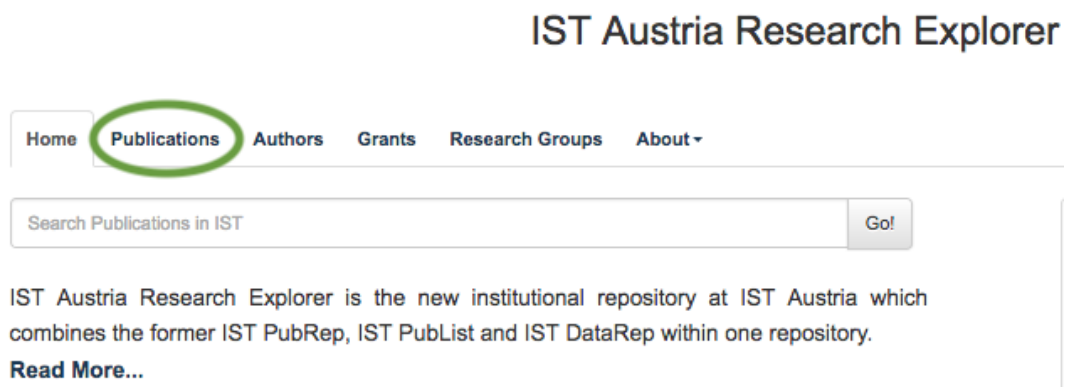 IST Austria Research Explorer
Home Publications Authors Grants Research Groups About
Search Publications in IST Go!
IST Austria Research Explorer is the new institutional repository at IST Austria which
combines the former IST PubRep, IST PubList and IST DataRep within one repository.
Read More...